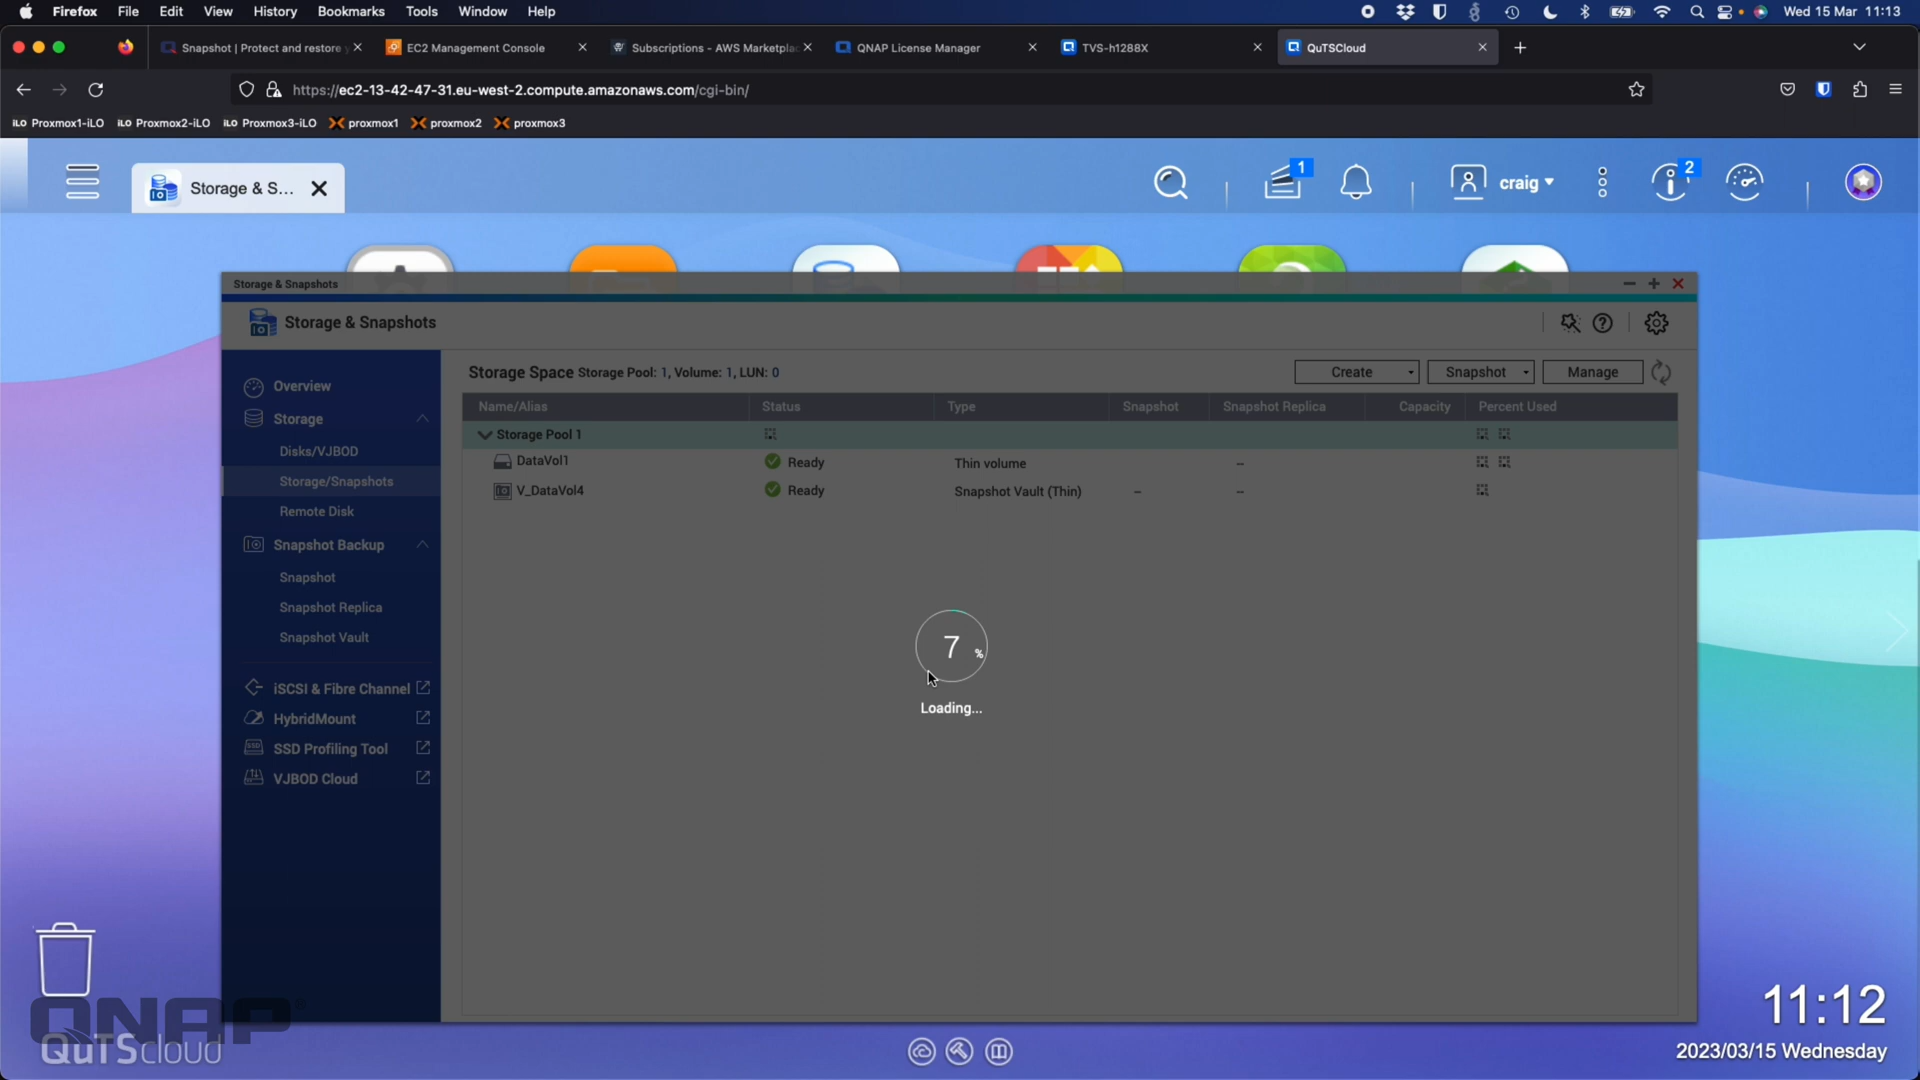 Firefox File Edit View History Bookmarks Tools Window Help Wed 15 Mar 11:13
Snapshot | Protect and restore
EC2 Management Console
Subscriptions - AWS Marketpla
QNAP License Manager
TVS-h1288X
QuTSCloud
https://ec2-13-42-47-31.eu-west-2.compute.amazonaws.com/cgi-bin/
iLO Proxmox1-iLO iLO Proxmox2-iLO iLO Proxmox3-iLO proxmox1 proxmox2 proxmox3
Storage & S...
1
craig
2
Storage & Snapshots
Storage & Snapshots
Overview
Storage
Disks/VJBOD
Storage/Snapshots
Remote Disk
Snapshot Backup
Snapshot
Snapshot Replica
Snapshot Vault
iSCSI & Fibre Channel
HybridMount
SSD Profiling Tool
VJBOD Cloud
Storage Space Storage Pool: 1, Volume: 1, LUN: 0
Create Snapshot Manage
Name/Alias Status Type Snapshot Snapshot Replica Capacity Percent Used
Storage Pool 1
DataVol1 Ready Thin volume --
V_DataVol4 Ready Snapshot Vault (Thin) -- --
7 %
Loading...
QNAP
QuTScloud
11:12
2023/03/15 Wednesday